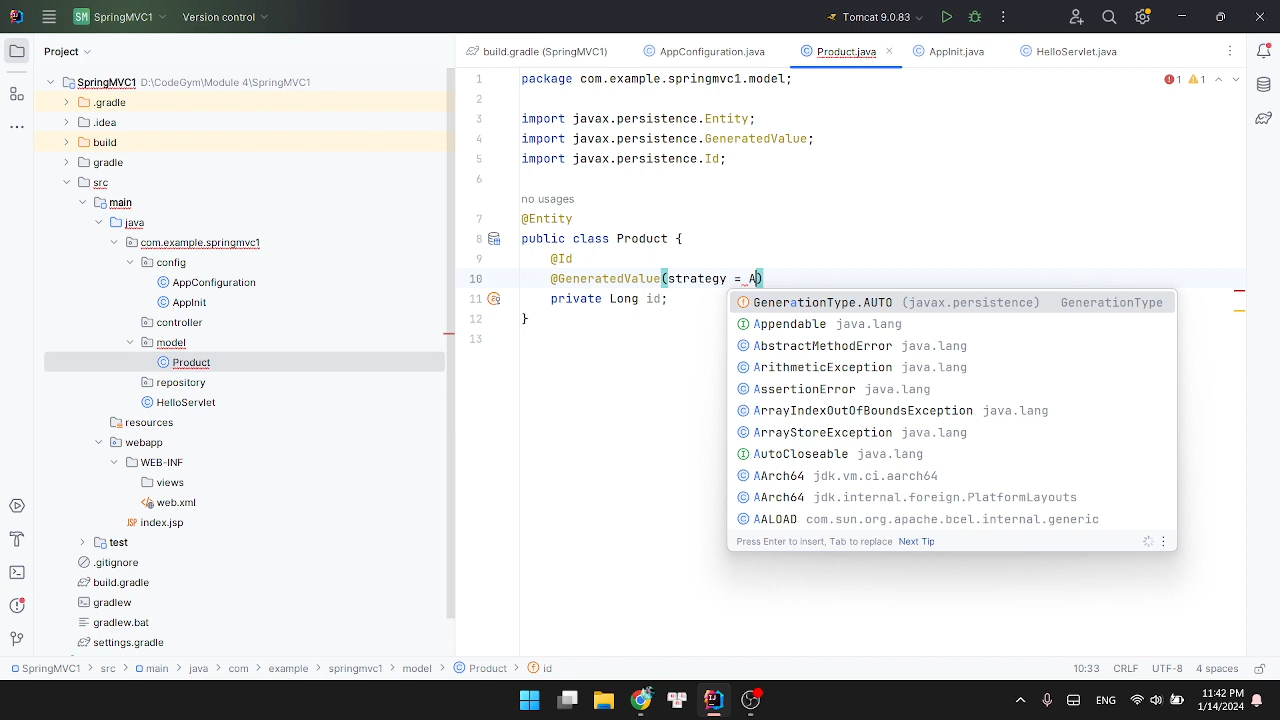 SM SpringMVC1 Version control Tomcat 9.0.83
Project
build.gradle (SpringMVC1) AppConfiguration.java Product.java AppInit.java HelloServlet.java
SpringMVC1 D:\CodeGym\Module 4\SpringMVC1
.gradle
.idea
build
gradle
src
main
java
com.example.springmvc1
config
AppConfiguration
AppInit
controller
model
Product
repository
HelloServlet
resources
webapp
WEB-INF
views
web.xml
JSP index.jsp
test
.gitignore
build.gradle
gradlew
gradlew.bat
settings.gradle
1 package com.example.springmvc1.model; 1 1
2
3 import javax.persistence.Entity;
4 import javax.persistence.GeneratedValue;
5 import javax.persistence.Id;
6
no usages
7 @Entity
8 public class Product {
9 @Id
10 @GeneratedValue(strategy = A)
11 private Long id;
12 }
13
GenerationType.AUTO (javax.persistence) GenerationType
Appendable java.lang
AbstractMethodError java.lang
ArithmeticException java.lang
AssertionError java.lang
ArrayIndexOutOfBoundsException java.lang
ArrayStoreException java.lang
AutoCloseable java.lang
AArch64 jdk.vm.ci.aarch64
AArch64 jdk.internal.foreign.PlatformLayouts
AALOAD com.sun.org.apache.bcel.internal.generic
Press Enter to insert, Tab to replace Next Tip
SpringMVC1 > src > main > java > com > example > springmvc1 > model > Product > id 10:33 CRLF UTF-8 4 spaces
ENG 11:42 PM
1/14/2024